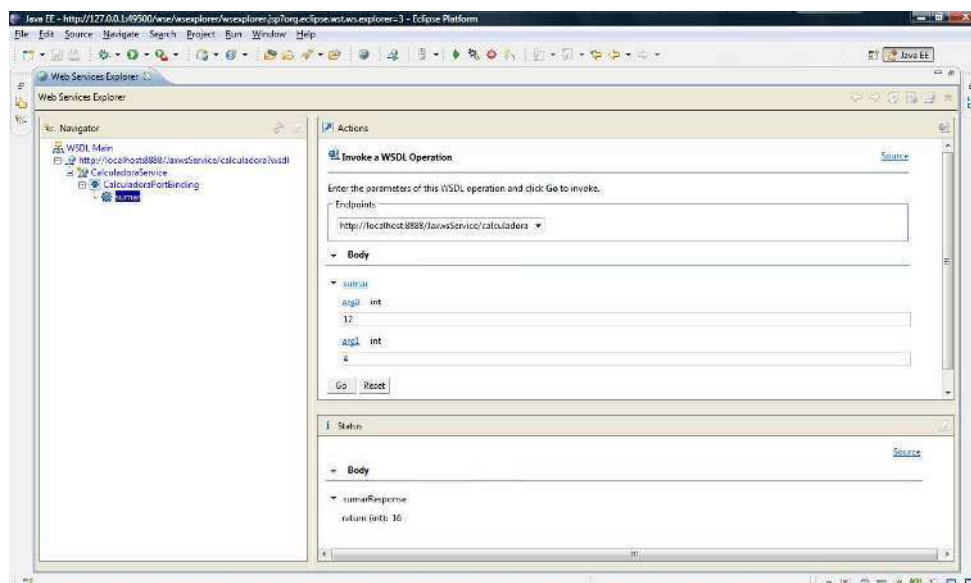 Java EE - http://127.0.0.1:49500/wse/wsexplorer/wsexplorer.jsp?org.eclipse.wst.ws.explorer=3 - Eclipse Platform
File Edit Source Navigate Search Project Run Window Help
Java EE
Web Services Explorer
Web Services Explorer
Navigator
WSDL Main
http://localhost:8888/JaxwsService/calculadora?wsdl
CalculadoraService
CalculadoraPortBinding
sumar
Actions
Invoke a WSDL Operation
Source
Enter the parameters of this WSDL operation and click Go to invoke.
Endpoints
http://localhost:8888/JaxwsService/calculadora
Body
sumar
arg0 int
12
arg1 int
4
Go Reset
Status
Source
Body
sumarResponse
return (int): 16